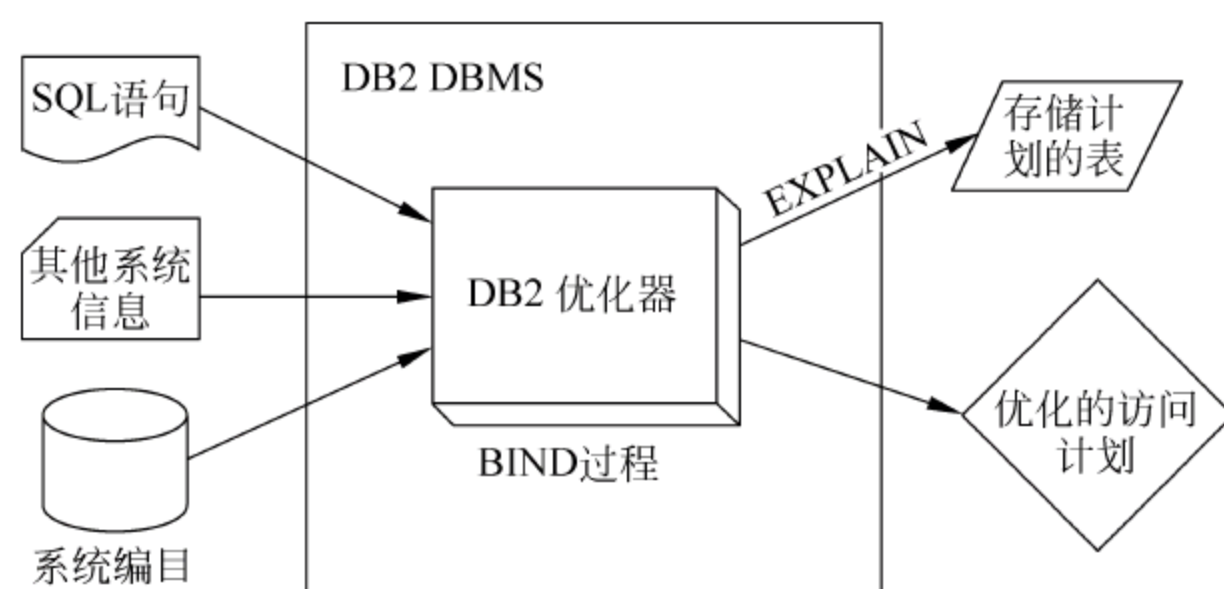 DB2 DBMS
SQL语句
其他系统
信息
系统编目
DB2 优化器
BIND过程
EXPLAIN
存储计
划的表
优化的访问
计划